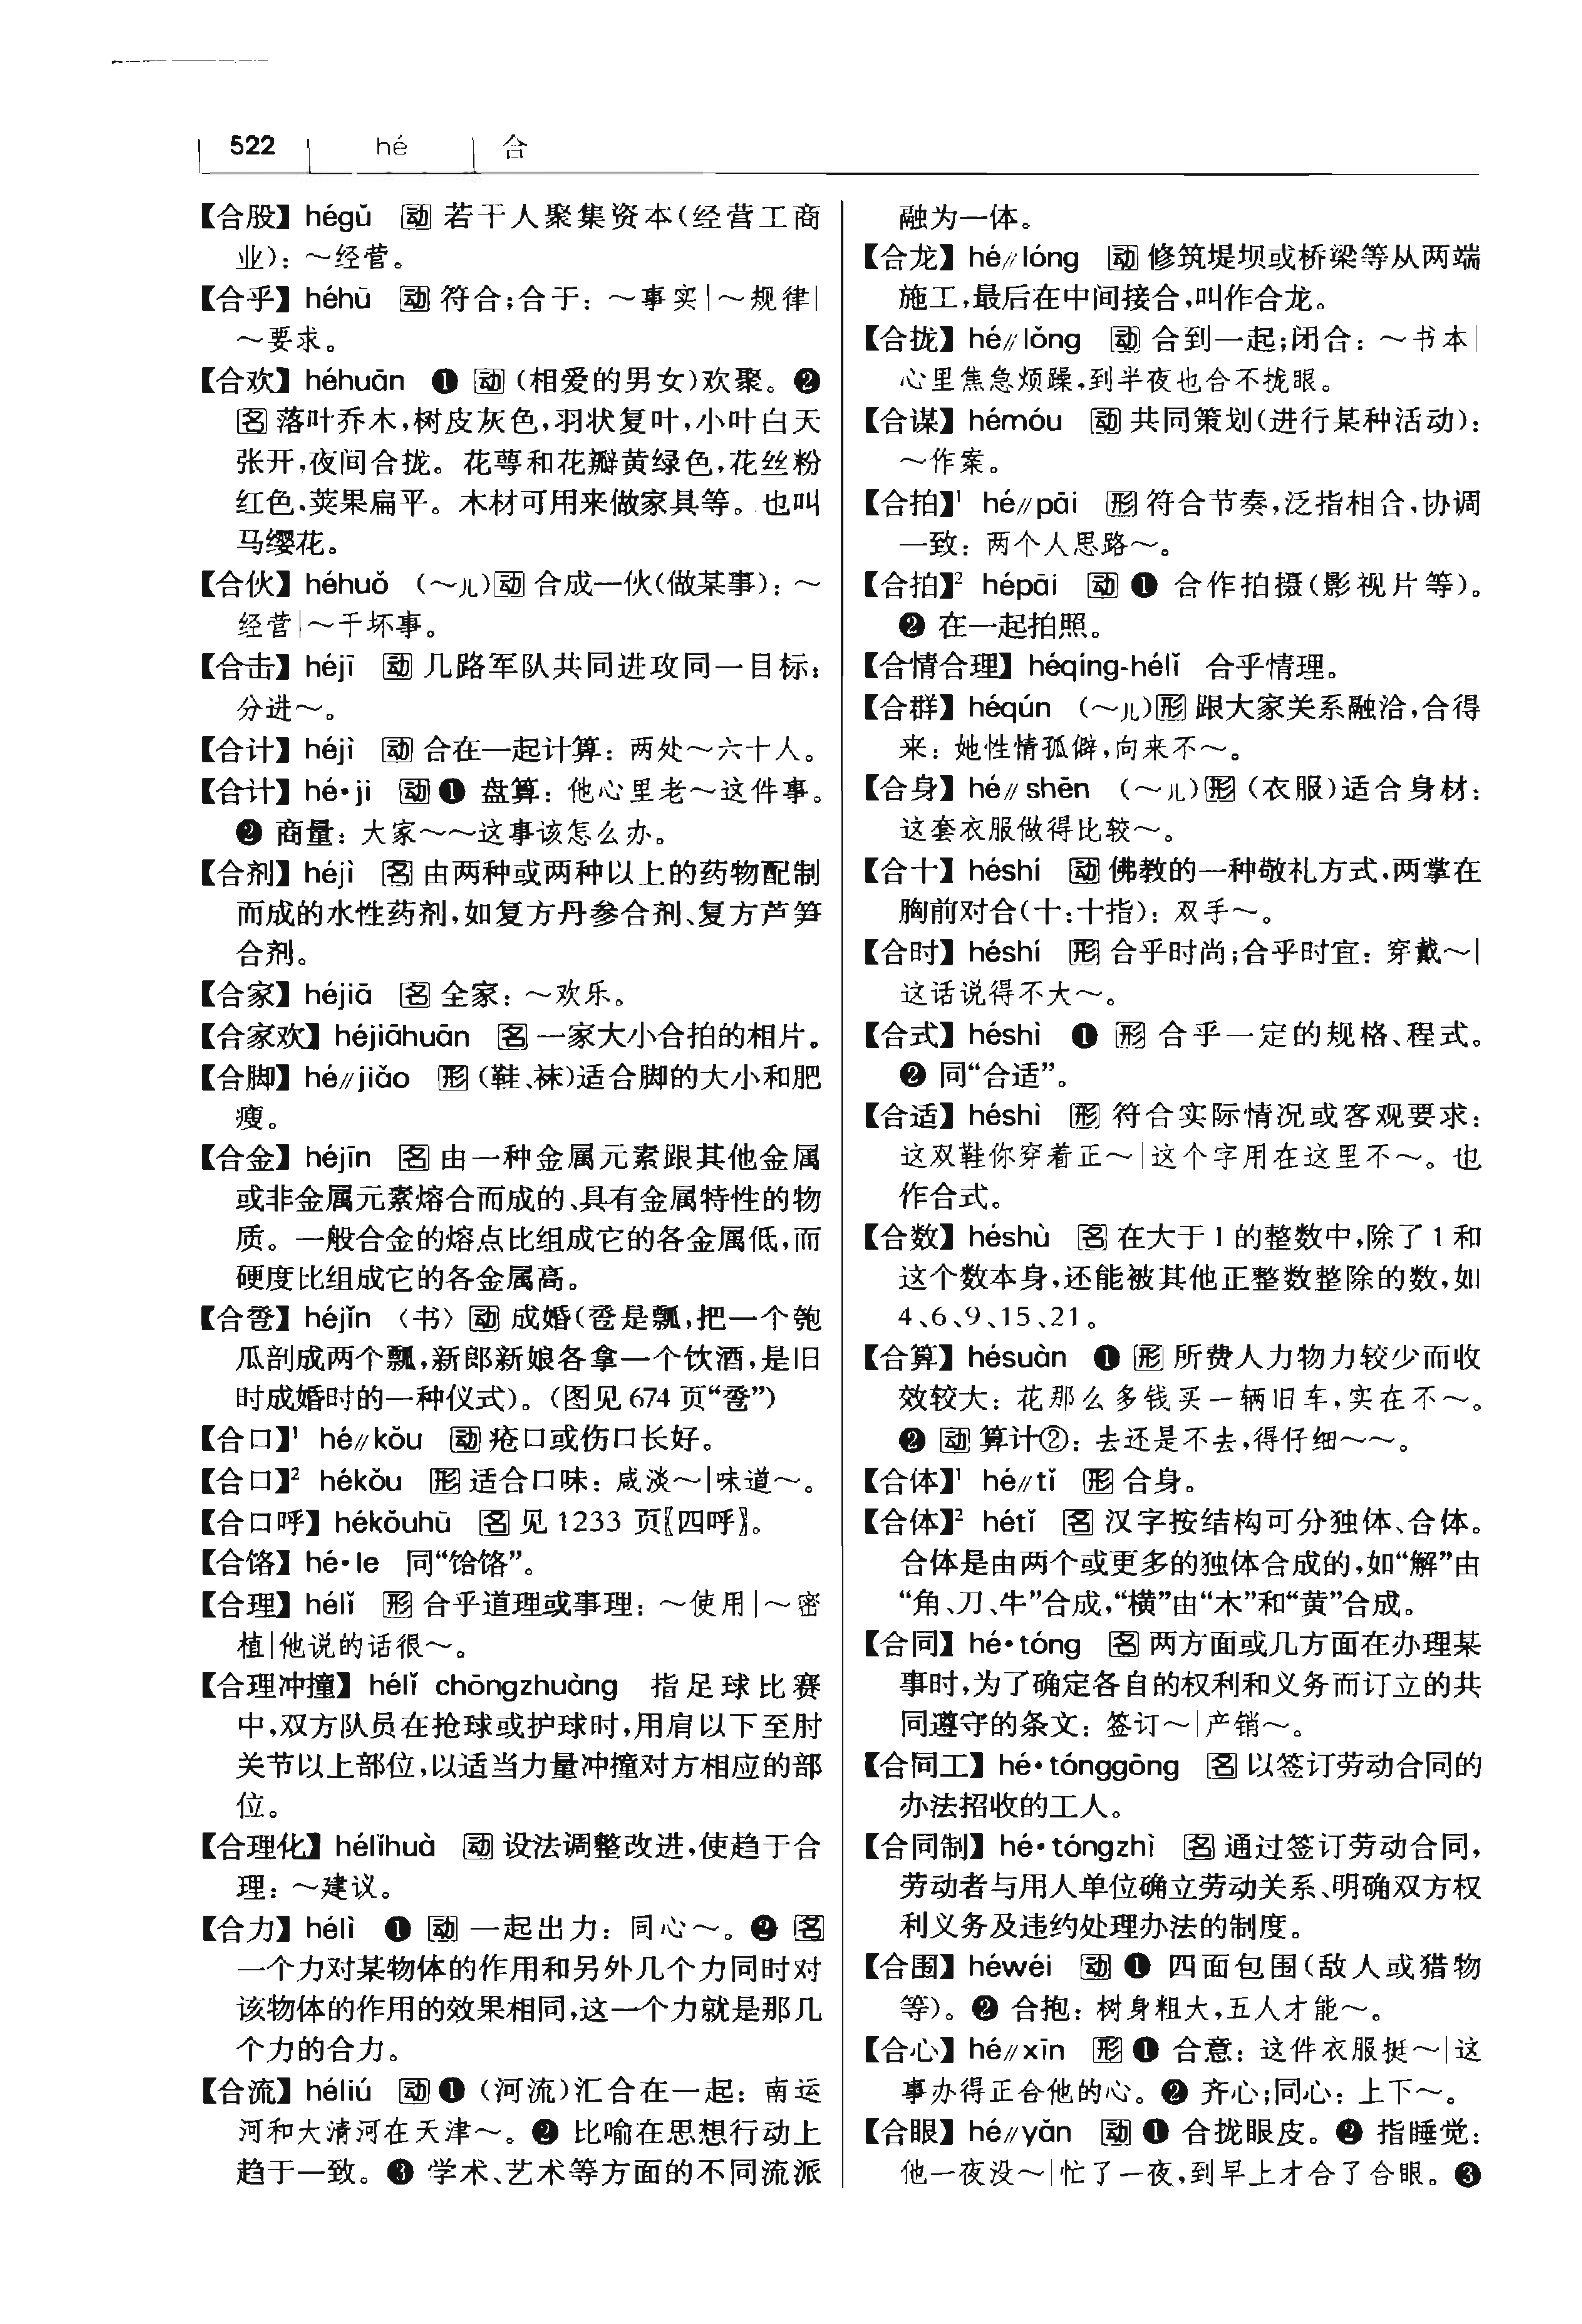 522 hé 合
【合股】hégǔ 动 若干人聚集资本(经营工商
业)：～经营。
【合乎】héhū 动 符合;合于：～事实|～规律|
～要求。
【合欢】héhuān ❶ 动 (相爱的男女)欢聚。❷
名 落叶乔木,树皮灰色,羽状复叶,小叶白天
张开,夜间合拢。花萼和花瓣黄绿色,花丝粉
红色,荚果扁平。木材可用来做家具等。也叫
马缨花。
【合伙】héhuǒ (～儿)动 合成一伙(做某事)：～
经营|～干坏事。
【合击】héjī 动 几路军队共同进攻同一目标：
分进～。
【合计】héjì 动 合在一起计算：两处～六十人。
【合计】hé•ji 动 ❶ 盘算：他心里老～这件事。
❷ 商量：大家～～这事该怎么办。
【合剂】héjì 名 由两种或两种以上的药物配制
而成的水性药剂,如复方丹参合剂、复方芦笋
合剂。
【合家】héjiā 名 全家：～欢乐。
【合家欢】héjiāhuān 名 一家大小合拍的相片。
【合脚】hé//jiǎo 形 (鞋、袜)适合脚的大小和肥
瘦。
【合金】héjīn 名 由一种金属元素跟其他金属
或非金属元素熔合而成的、具有金属特性的物
质。一般合金的熔点比组成它的各金属低,而
硬度比组成它的各金属高。
【合卺】héjǐn 〈书〉动 成婚(卺是瓢,把一个匏
瓜剖成两个瓢,新郎新娘各拿一个饮酒,是旧
时成婚时的一种仪式)。(图见 674 页“卺”)
【合口】¹ hé//kǒu 动 疮口或伤口长好。
【合口】² hékǒu 形 适合口味：咸淡～|味道～。
【合口呼】hékǒuhū 名 见 1233 页〖四呼〗。
【合饹】hé•le 同“饸饹”。
【合理】hélǐ 形 合乎道理或事理：～使用|～密
植|他说的话很～。
【合理冲撞】hélǐ chōngzhuàng 指足球比赛
中,双方队员在抢球或护球时,用肩以下至肘
关节以上部位,以适当力量冲撞对方相应的部
位。
【合理化】hélǐhuà 动 设法调整改进,使趋于合
理：～建议。
【合力】hélì ❶ 动 一起出力：同心～。❷ 名
一个力对某物体的作用和另外几个力同时对
该物体的作用的效果相同,这一个力就是那几
个力的合力。
【合流】héliú 动 ❶ (河流)汇合在一起：南运
河和大清河在天津～。❷ 比喻在思想行动上
趋于一致。❸ 学术、艺术等方面的不同流派
融为一体。
【合龙】hé//lóng 动 修筑堤坝或桥梁等从两端
施工,最后在中间接合,叫作合龙。
【合拢】hé//lǒng 动 合到一起;闭合：～书本|
心里焦急烦躁,到半夜也合不拢眼。
【合谋】hémóu 动 共同策划(进行某种活动)：
～作案。
【合拍】¹ hé//pāi 形 符合节奏,泛指相合,协调
一致：两个人思路～。
【合拍】² hépāi 动 ❶ 合作拍摄(影视片等)。
❷ 在一起拍照。
【合情合理】héqíng-hélǐ 合乎情理。
【合群】héqún (～儿)形 跟大家关系融洽,合得
来：她性情孤僻,向来不～。
【合身】hé//shēn (～儿)形 (衣服)适合身材：
这套衣服做得比较～。
【合十】héshí 动 佛教的一种敬礼方式,两掌在
胸前对合(十:十指)：双手～。
【合时】héshí 形 合乎时尚;合乎时宜：穿戴～|
这话说得不大～。
【合式】héshì ❶ 形 合乎一定的规格、程式。
❷ 同“合适”。
【合适】héshì 形 符合实际情况或客观要求：
这双鞋你穿着正～|这个字用在这里不～。也
作合式。
【合数】héshù 名 在大于 1 的整数中,除了 1 和
这个数本身,还能被其他正整数整除的数,如
4、6、9、15、21。
【合算】hésuàn ❶ 形 所费人力物力较少而收
效较大：花那么多钱买一辆旧车,实在不～。
❷ 动 算计②：去还是不去,得仔细～～。
【合体】¹ hé//tǐ 形 合身。
【合体】² hétǐ 名 汉字按结构可分独体、合体。
合体是由两个或更多的独体合成的,如“解”由
“角、刀、牛”合成,“横”由“木”和“黄”合成。
【合同】hé•tóng 名 两方面或几方面在办理某
事时,为了确定各自的权利和义务而订立的共
同遵守的条文：签订～|产销～。
【合同工】hé•tónggōng 名 以签订劳动合同的
办法招收的工人。
【合同制】hé•tóngzhì 名 通过签订劳动合同,
劳动者与用人单位确立劳动关系、明确双方权
利义务及违约处理办法的制度。
【合围】héwéi 动 ❶ 四面包围(敌人或猎物
等)。❷ 合抱：树身粗大,五人才能～。
【合心】hé//xīn 形 ❶ 合意：这件衣服挺～|这
事办得正合他的心。❷ 齐心;同心：上下～。
【合眼】hé//yǎn 动 ❶ 合拢眼皮。❷ 指睡觉：
他一夜没～|忙了一夜,到早上才合了合眼。❸